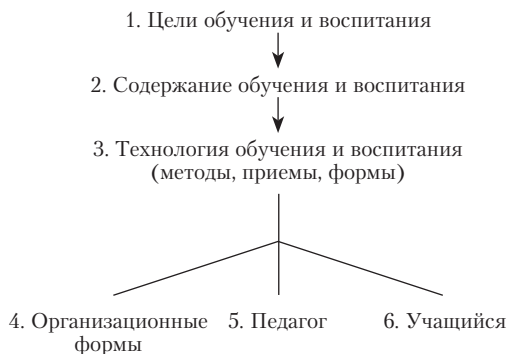 1. Цели обучения и воспитания
2. Содержание обучения и воспитания
3. Технология обучения и воспитания
(методы, приемы, формы)
4. Организационные
формы
5. Педагог
6. Учащийся